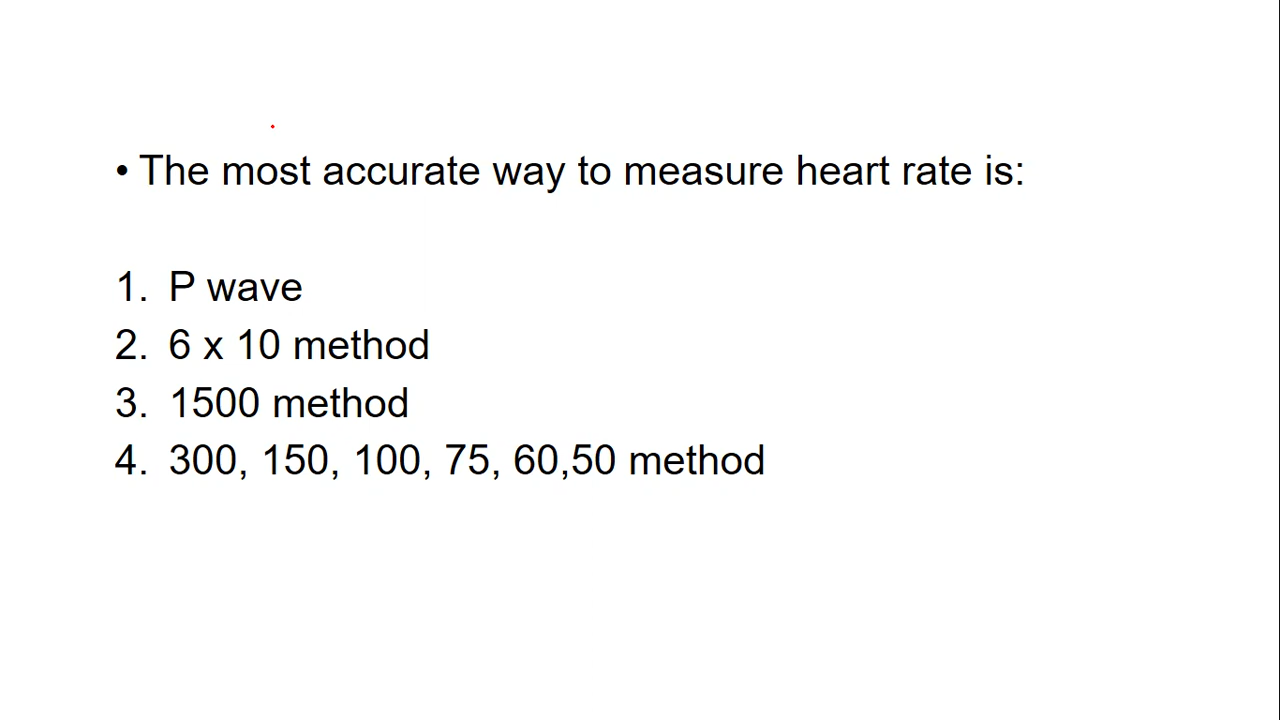 • The most accurate way to measure heart rate is:
1. P wave
2. 6 x 10 method
3. 1500 method
4. 300, 150, 100, 75, 60,50 method